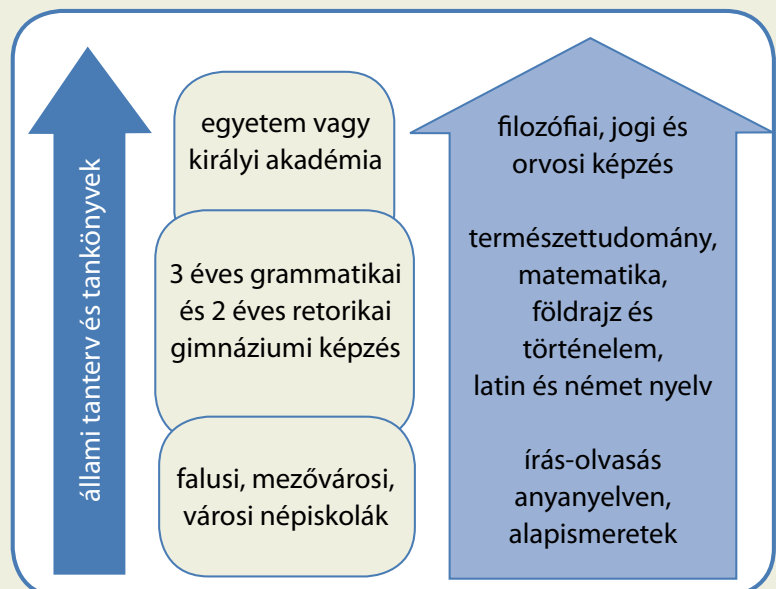 állami tanterv és tankönyvek
egyetem vagy
királyi akadémia
filozófiai, jogi és
orvosi képzés
3 éves grammatikai
és 2 éves retorikai
gimnáziumi képzés
természettudomány,
matematika,
földrajz és
történelem,
latin és német nyelv
falusi, mezővárosi,
városi népiskolák
írás-olvasás
anyanyelven,
alapismeretek